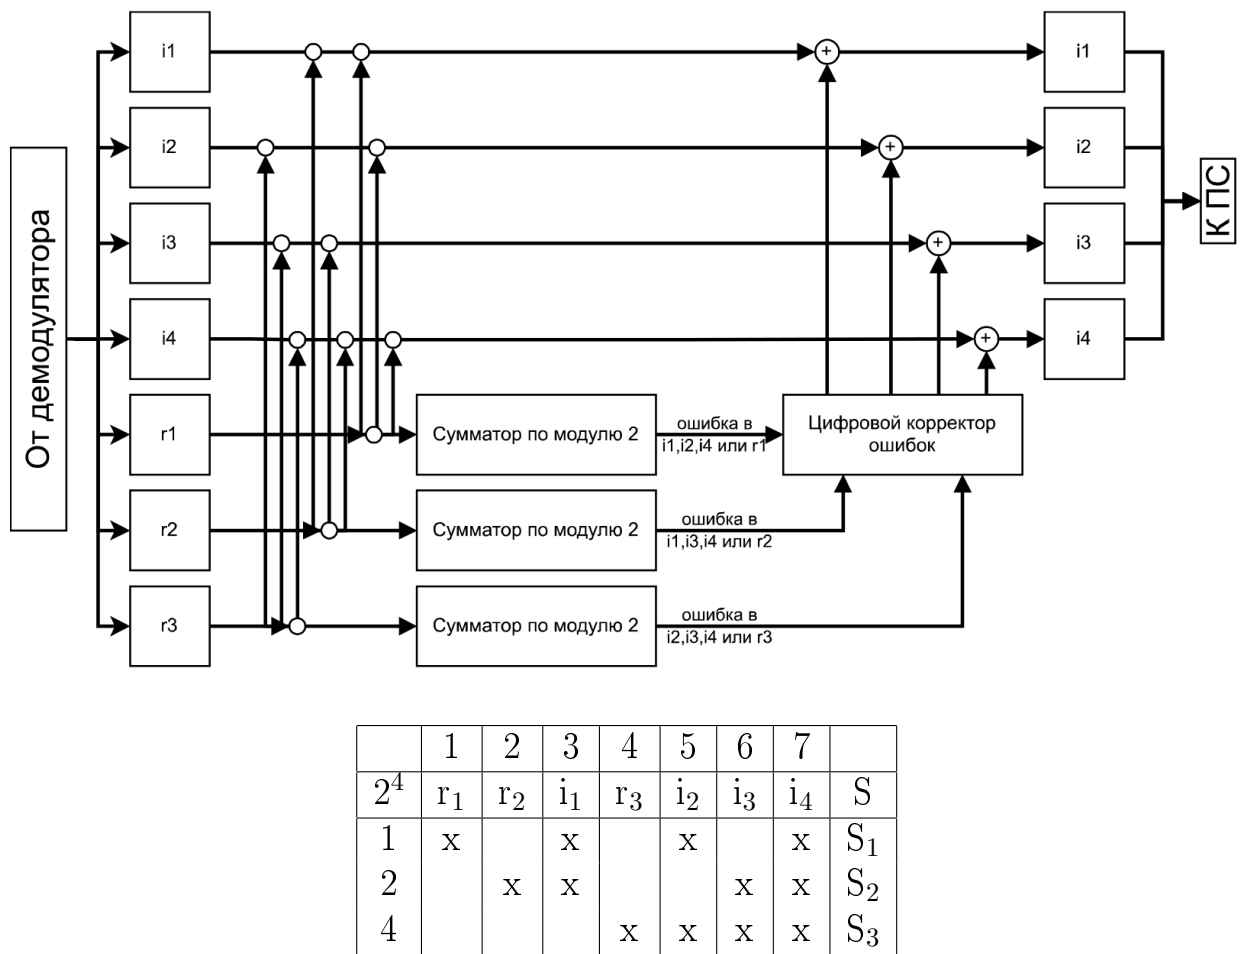 От демодулятора
i1
i2
i3
i4
r1
r2
r3
+
+
+
+
i1
i2
i3
i4
К ПС
Сумматор по модулю 2
ошибка в
i1,i2,i4 или r1
Цифровой корректор
ошибок
Сумматор по модулю 2
ошибка в
i1,i3,i4 или r2
Сумматор по модулю 2
ошибка в
i2,i3,i4 или r3
1 2 3 4 5 6 7
2⁴ r₁ r₂ i₁ r₃ i₂ i₃ i₄ S
1 x x x x S₁
2 x x x x S₂
4 x x x x S₃